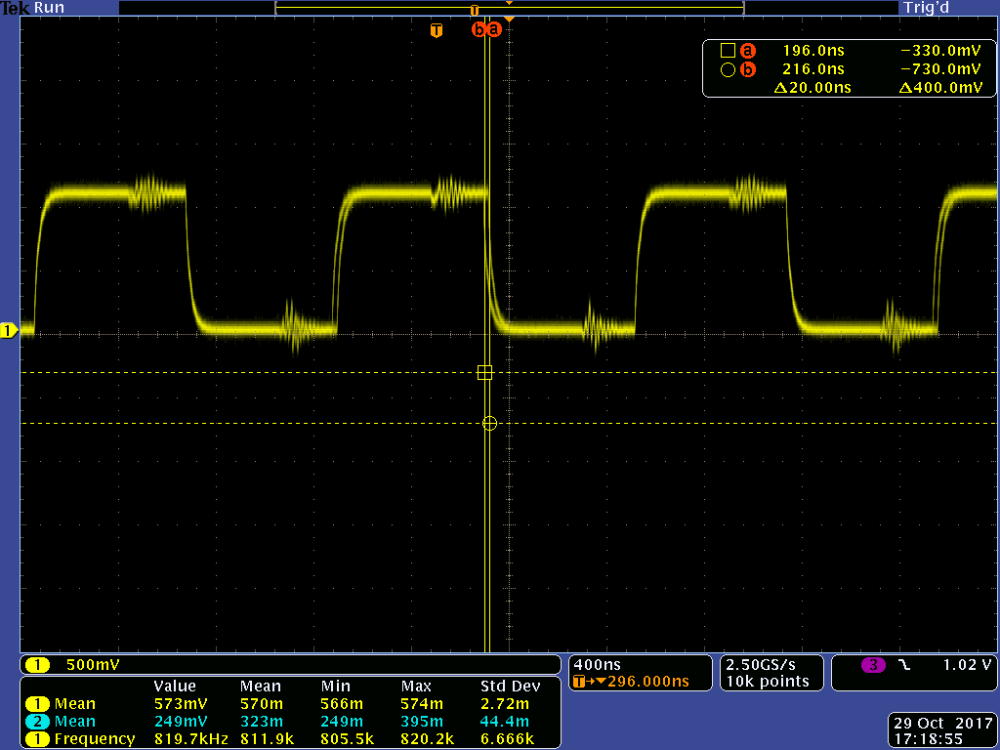 Tek Run Trig'd
T
T b a
a 196.0ns −330.0mV
b 216.0ns −730.0mV
Δ20.00ns Δ400.0mV
1
1 500mV
400ns
T→▼296.000ns
2.50GS/s
10k points
3 1.02 V
Value Mean Min Max Std Dev
1 Mean 573mV 570m 566m 574m 2.72m
2 Mean 249mV 323m 249m 395m 44.4m
1 Frequency 819.7kHz 811.9k 805.5k 820.2k 6.666k
29 Oct 2017
17:18:55